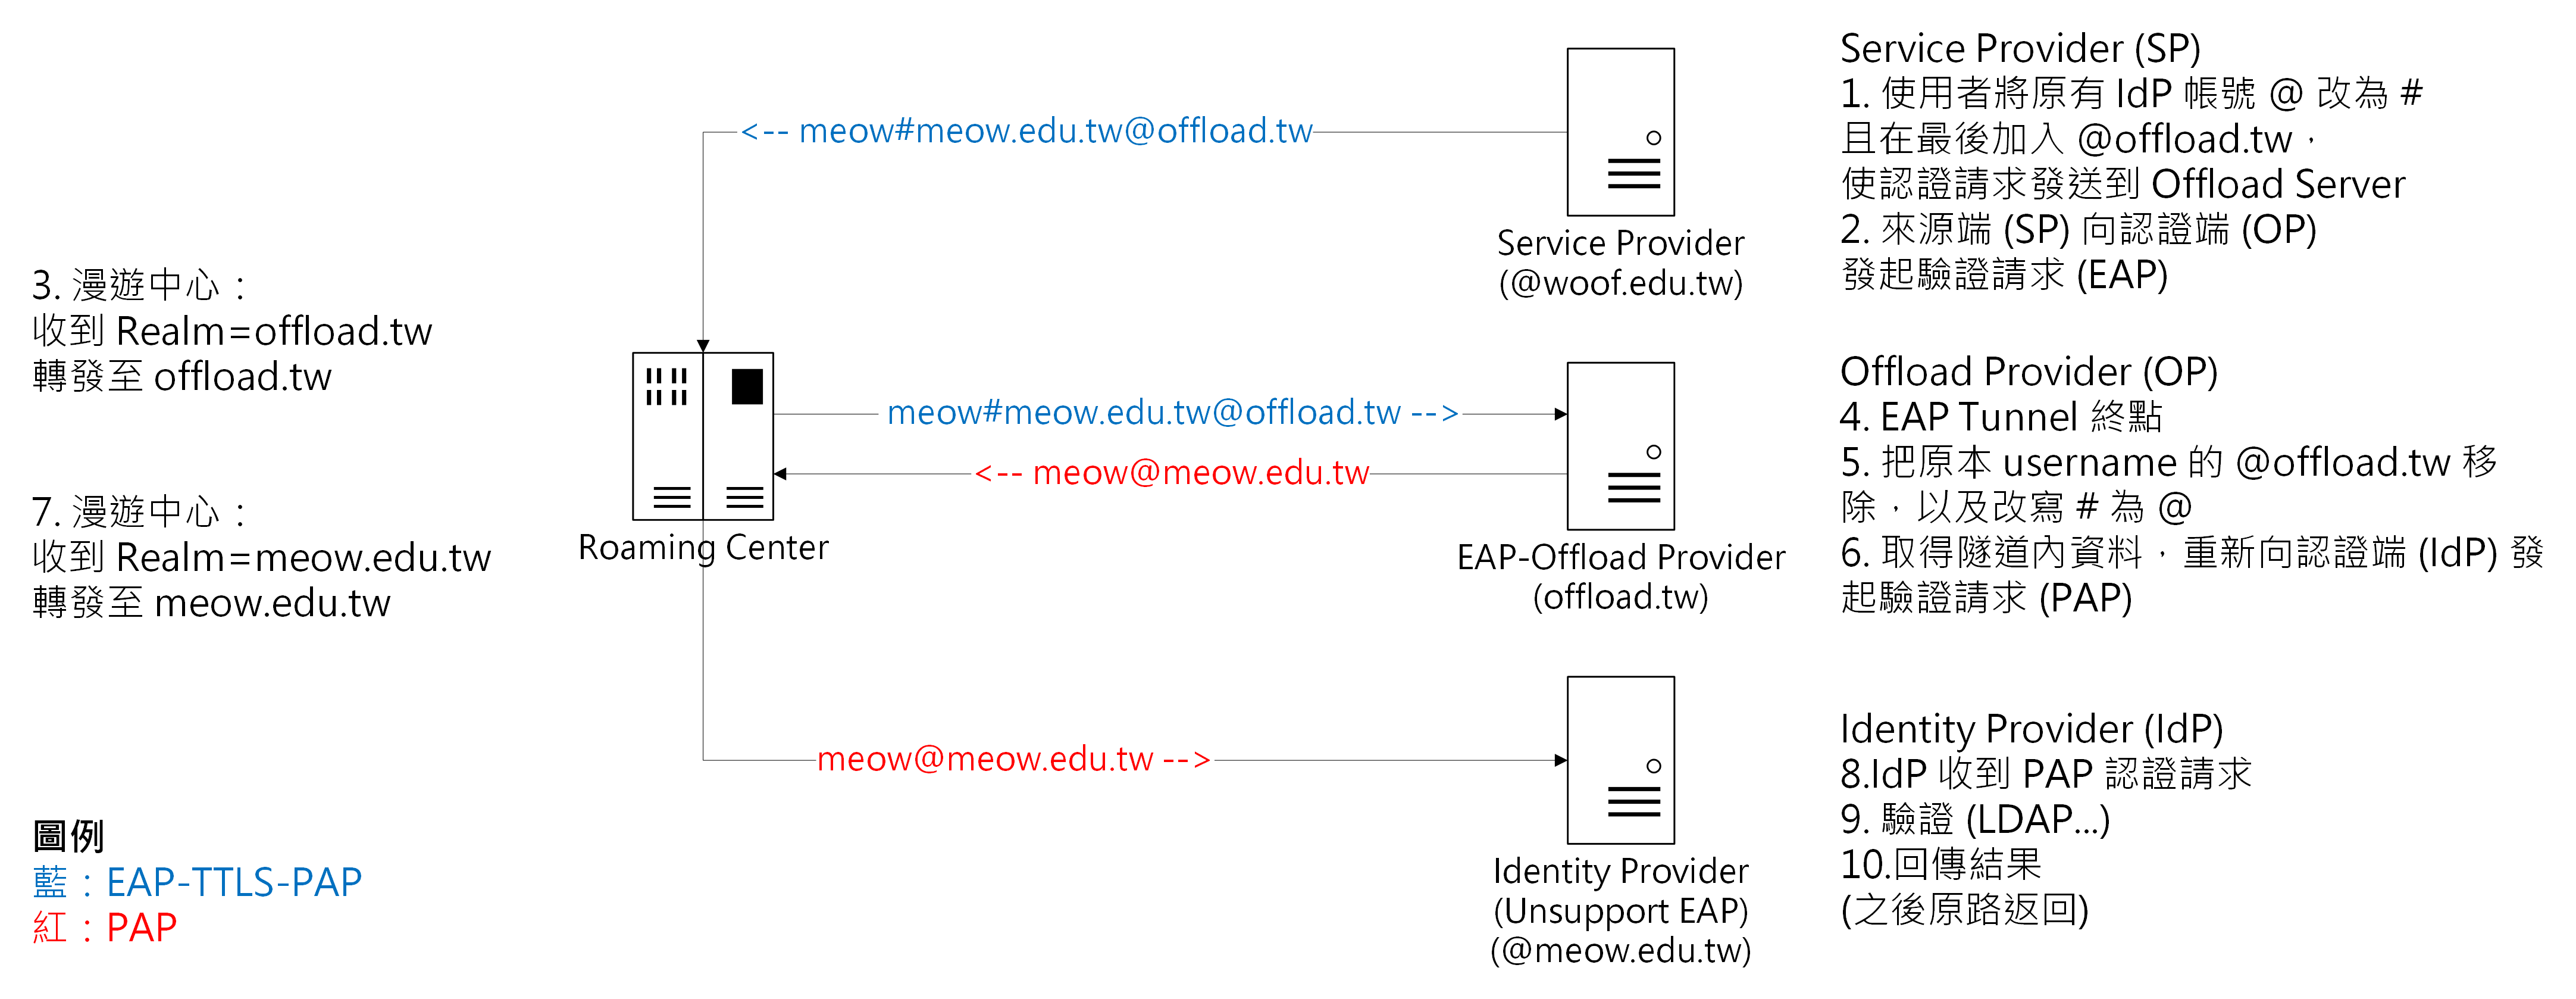 Service Provider (SP)
1. 使用者將原有 IdP 帳號 @ 改為 #
且在最後加入 @offload.tw，
使認證請求發送到 Offload Server
2. 來源端 (SP) 向認證端 (OP)
發起驗證請求 (EAP)
<-- meow#meow.edu.tw@offload.tw
Service Provider
(@woof.edu.tw)
3. 漫遊中心：
收到 Realm=offload.tw
轉發至 offload.tw
Offload Provider (OP)
4. EAP Tunnel 終點
5. 把原本 username 的 @offload.tw 移
除，以及改寫 # 為 @
6. 取得隧道內資料，重新向認證端 (IdP) 發
起驗證請求 (PAP)
meow#meow.edu.tw@offload.tw -->
<-- meow@meow.edu.tw
Roaming Center
EAP-Offload Provider
(offload.tw)
7. 漫遊中心：
收到 Realm=meow.edu.tw
轉發至 meow.edu.tw
meow@meow.edu.tw -->
Identity Provider (IdP)
8.IdP 收到 PAP 認證請求
9. 驗證 (LDAP...)
10.回傳結果
(之後原路返回)
Identity Provider
(Unsupport EAP)
(@meow.edu.tw)
圖例
藍：EAP-TTLS-PAP
紅：PAP